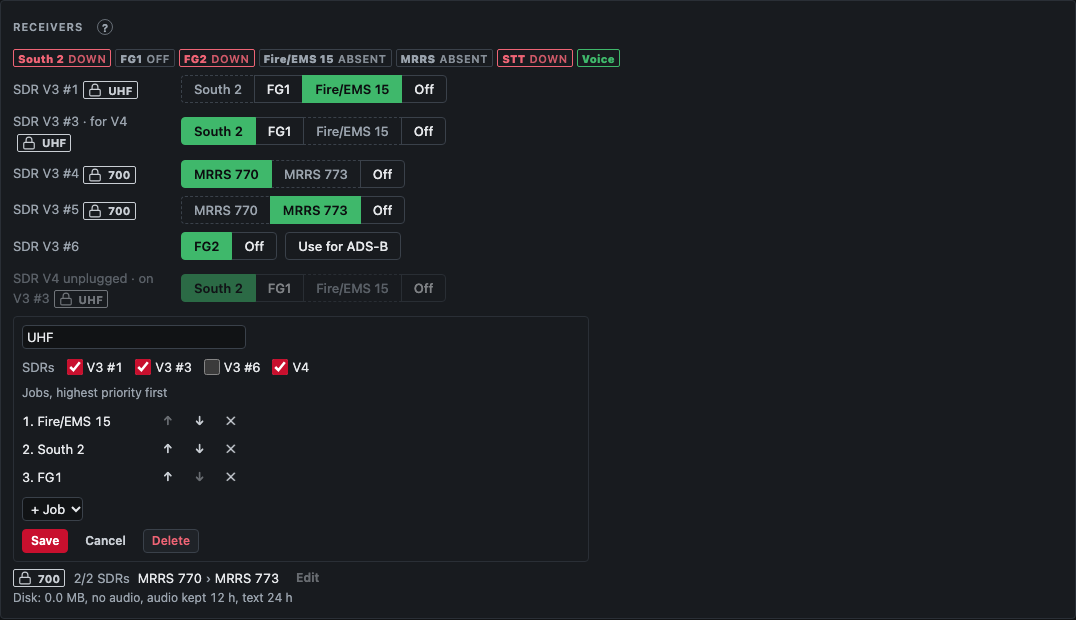 RECEIVERS ?
South 2 DOWN FG1 OFF FG2 DOWN Fire/EMS 15 ABSENT MRRS ABSENT STT DOWN Voice
SDR V3 #1 UHF South 2 FG1 Fire/EMS 15 Off
SDR V3 #3 · for V4
UHF South 2 FG1 Fire/EMS 15 Off
SDR V3 #4 700 MRRS 770 MRRS 773 Off
SDR V3 #5 700 MRRS 770 MRRS 773 Off
SDR V3 #6 FG2 Off Use for ADS-B
SDR V4 unplugged · on
V3 #3 UHF South 2 FG1 Fire/EMS 15 Off
UHF
SDRs V3 #1 V3 #3 V3 #6 V4
Jobs, highest priority first
1. Fire/EMS 15 ↑ ↓ ✕
2. South 2 ↑ ↓ ✕
3. FG1 ↑ ↓ ✕
+ Job
Save Cancel Delete
700 2/2 SDRs MRRS 770 › MRRS 773 Edit
Disk: 0.0 MB, no audio, audio kept 12 h, text 24 h